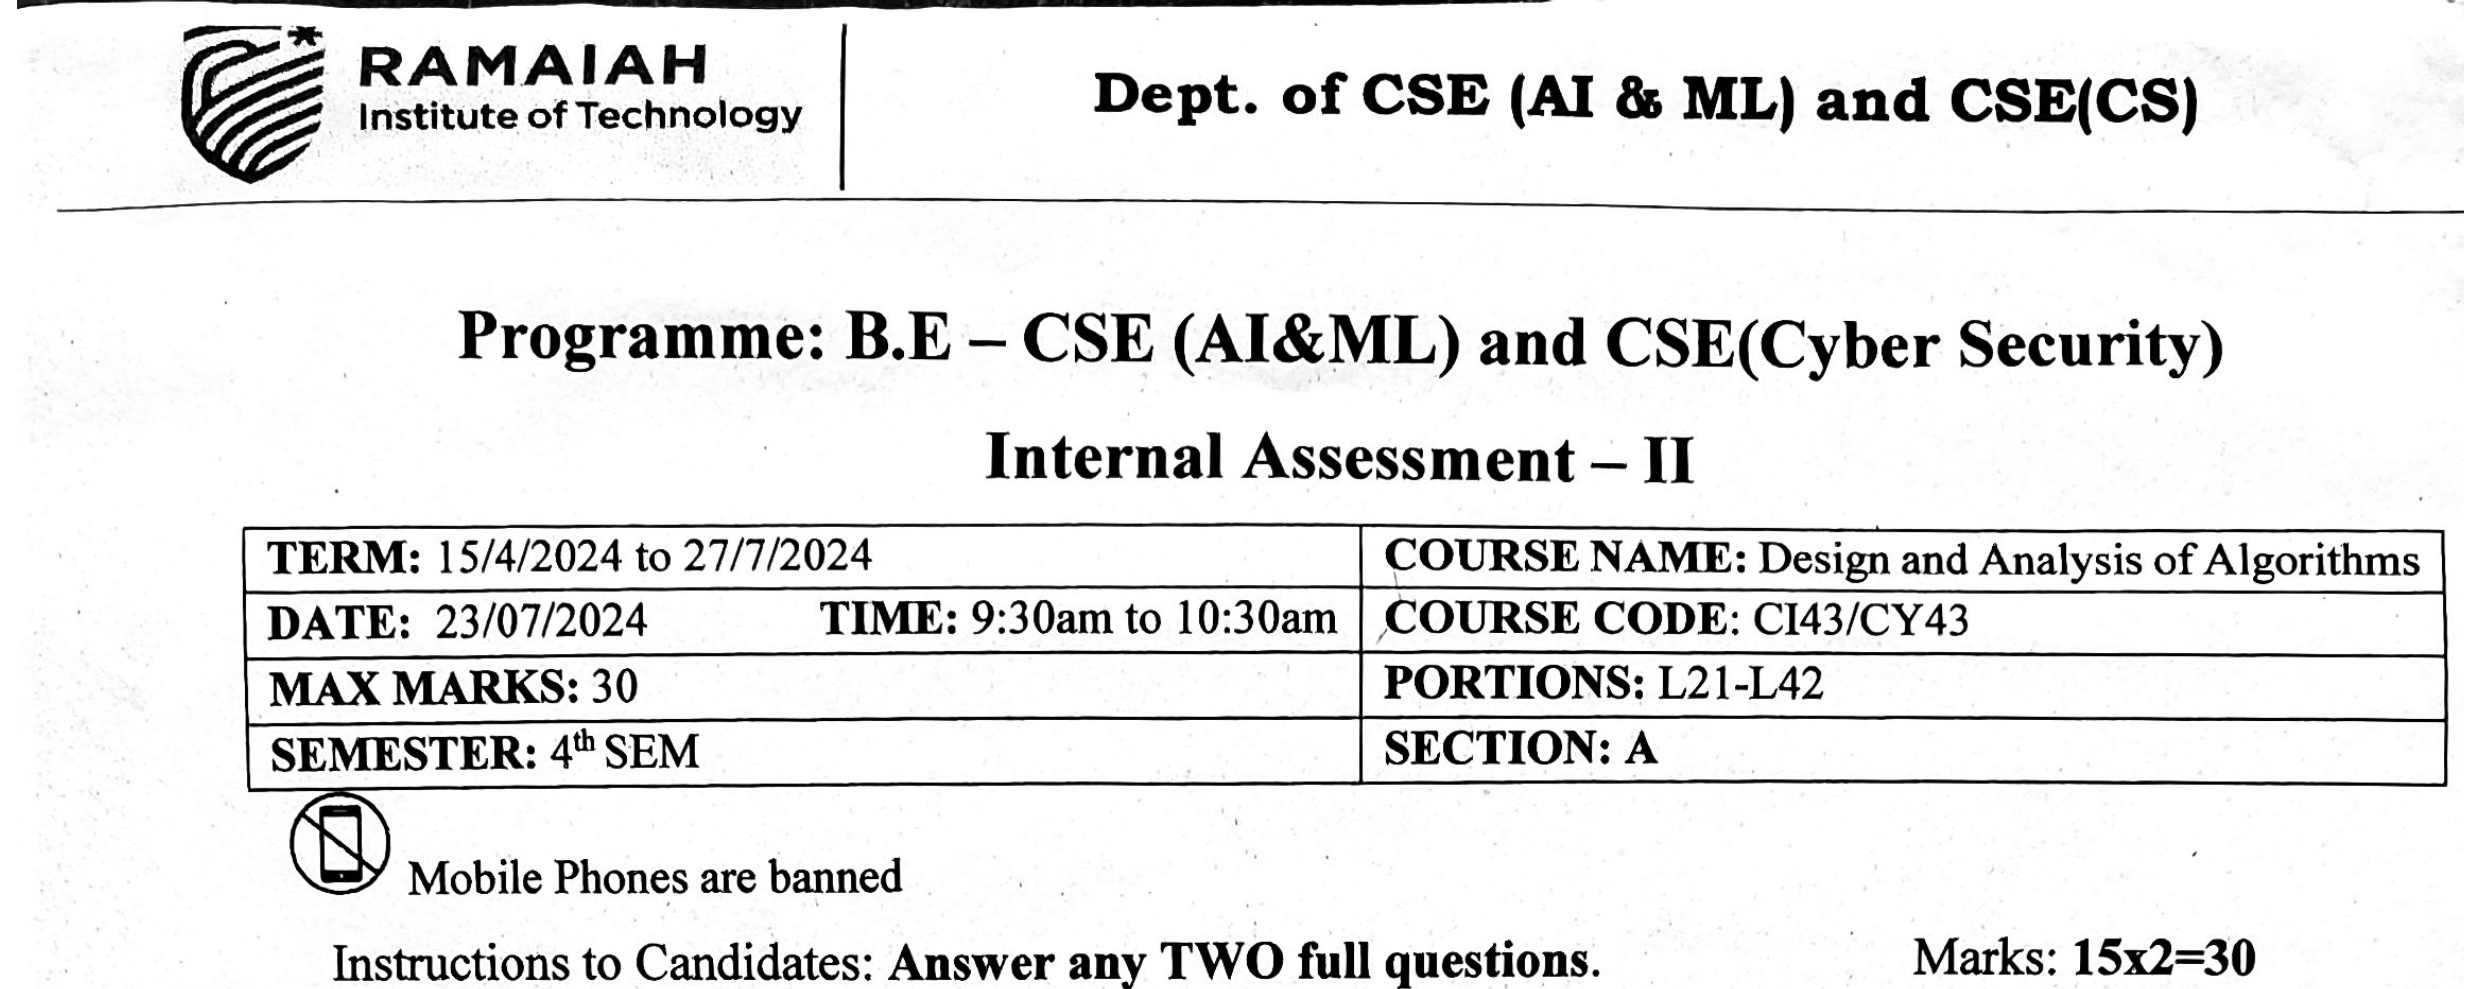 RAMAIAH
Institute of Technology
Dept. of CSE (AI & ML) and CSE(CS)
Programme: B.E – CSE (AI&ML) and CSE(Cyber Security)
Internal Assessment – II
TERM: 15/4/2024 to 27/7/2024 COURSE NAME: Design and Analysis of Algorithms
DATE: 23/07/2024 TIME: 9:30am to 10:30am COURSE CODE: CI43/CY43
MAX MARKS: 30 PORTIONS: L21-L42
SEMESTER: 4th SEM SECTION: A
Mobile Phones are banned
Instructions to Candidates: Answer any TWO full questions. Marks: 15x2=30